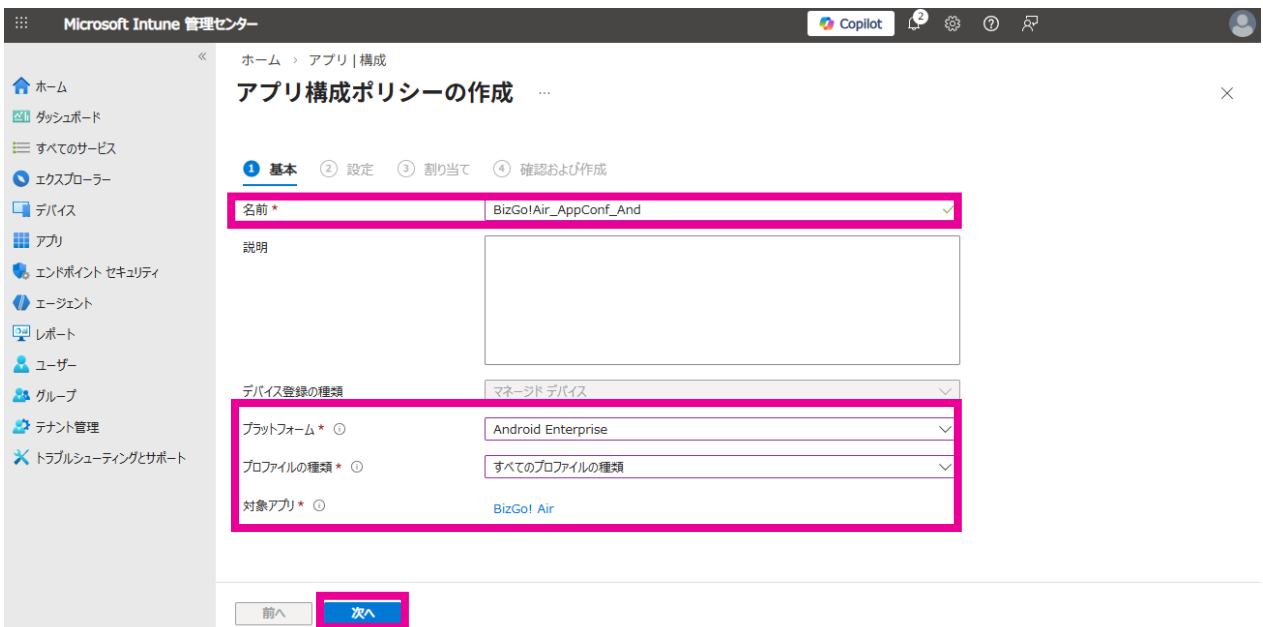 Microsoft Intune 管理センター
Copilot
2
ホーム
ダッシュボード
すべてのサービス
エクスプローラー
デバイス
アプリ
エンドポイント セキュリティ
エージェント
レポート
ユーザー
グループ
テナント管理
トラブルシューティングとサポート
ホーム > アプリ | 構成
アプリ構成ポリシーの作成 …
1 基本 2 設定 3 割り当て 4 確認および作成
名前 * BizGo!Air_AppConf_And
説明
デバイス登録の種類 マネージド デバイス
プラットフォーム * Android Enterprise
プロファイルの種類 * すべてのプロファイルの種類
対象アプリ * BizGo! Air
前へ 次へ